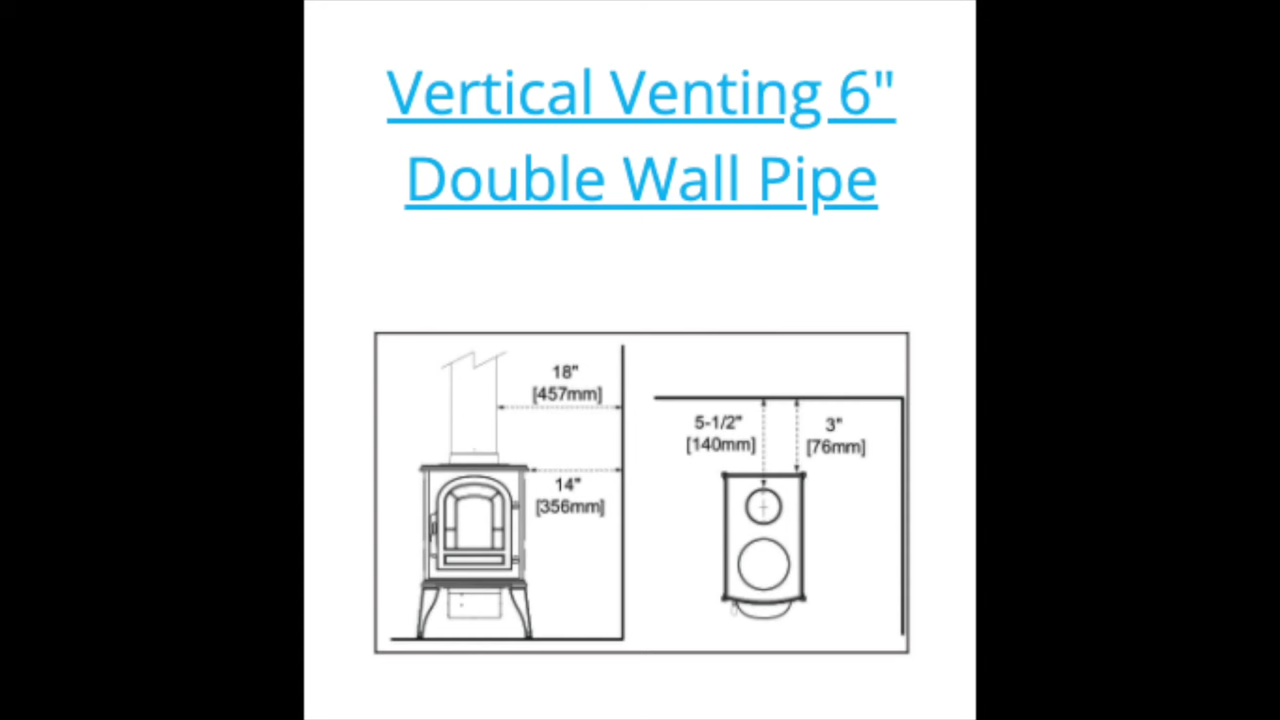 Vertical Venting 6"
Double Wall Pipe
18"
[457mm]
14"
[356mm]
5-1/2"
[140mm]
3"
[76mm]